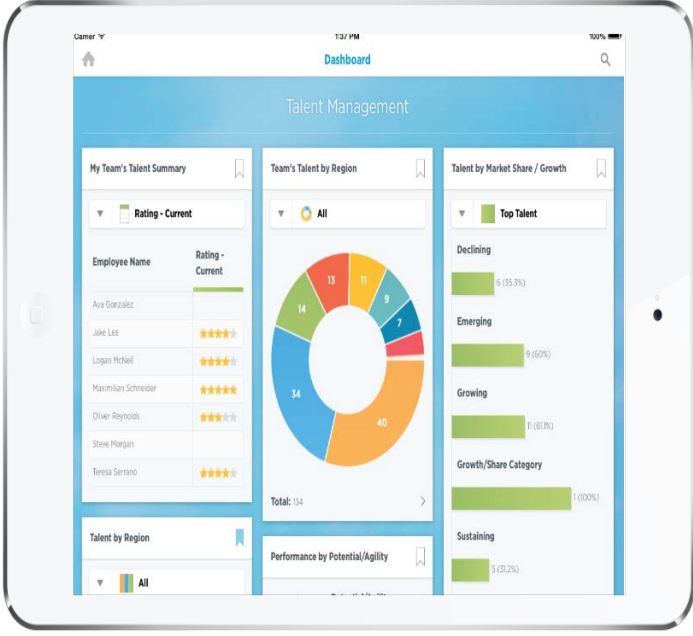 Carrier
1:37 PM
100%
Dashboard
Talent Management
My Team's Talent Summary
Rating - Current
Employee Name
Rating -
Current
Ava Gonzalez
Jake Lee
Logan McNeil
Maximilian Schneider
Oliver Reynolds
Steve Morgan
Teresa Serrano
Talent by Region
All
Team's Talent by Region
All
13
11
9
7
14
34
40
Total: 134
Performance by Potential/Agility
Talent by Market Share / Growth
Top Talent
Declining
6 (35.3%)
Emerging
9 (60%)
Growing
11 (61.1%)
Growth/Share Category
1 (100%)
Sustaining
5 (31.2%)